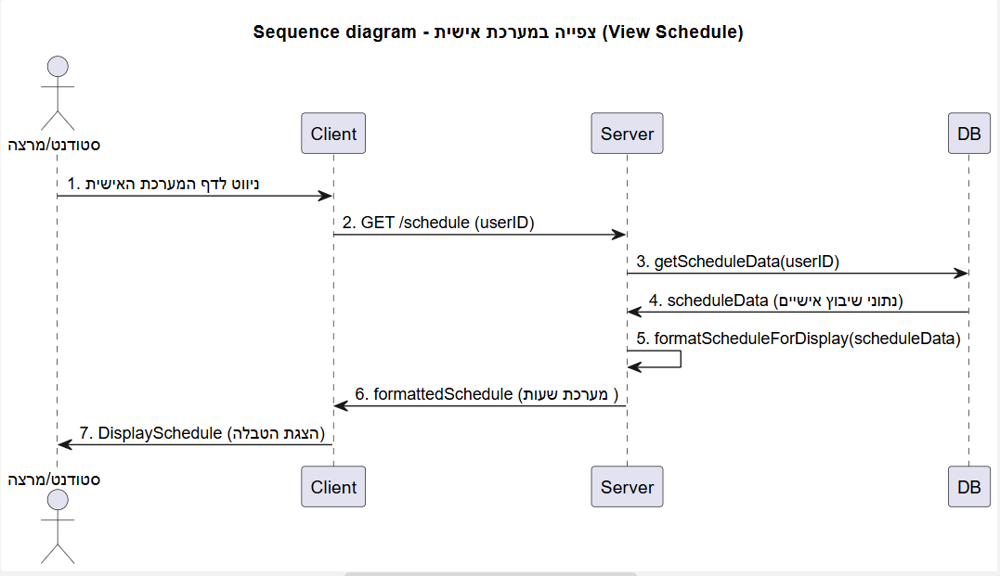 Sequence diagram - צפייה במערכת אישית (View Schedule)
סטודנט/מרצה
Client
Server
DB
1. ניווט לדף המערכת האישית
2. GET /schedule (userID)
3. getScheduleData(userID)
4. scheduleData (נתוני שיבוץ אישיים)
5. formatScheduleForDisplay(scheduleData)
6. formattedSchedule (מערכת שעות )
7. DisplaySchedule (הצגת הטבלה)
סטודנט/מרצה
Client
Server
DB